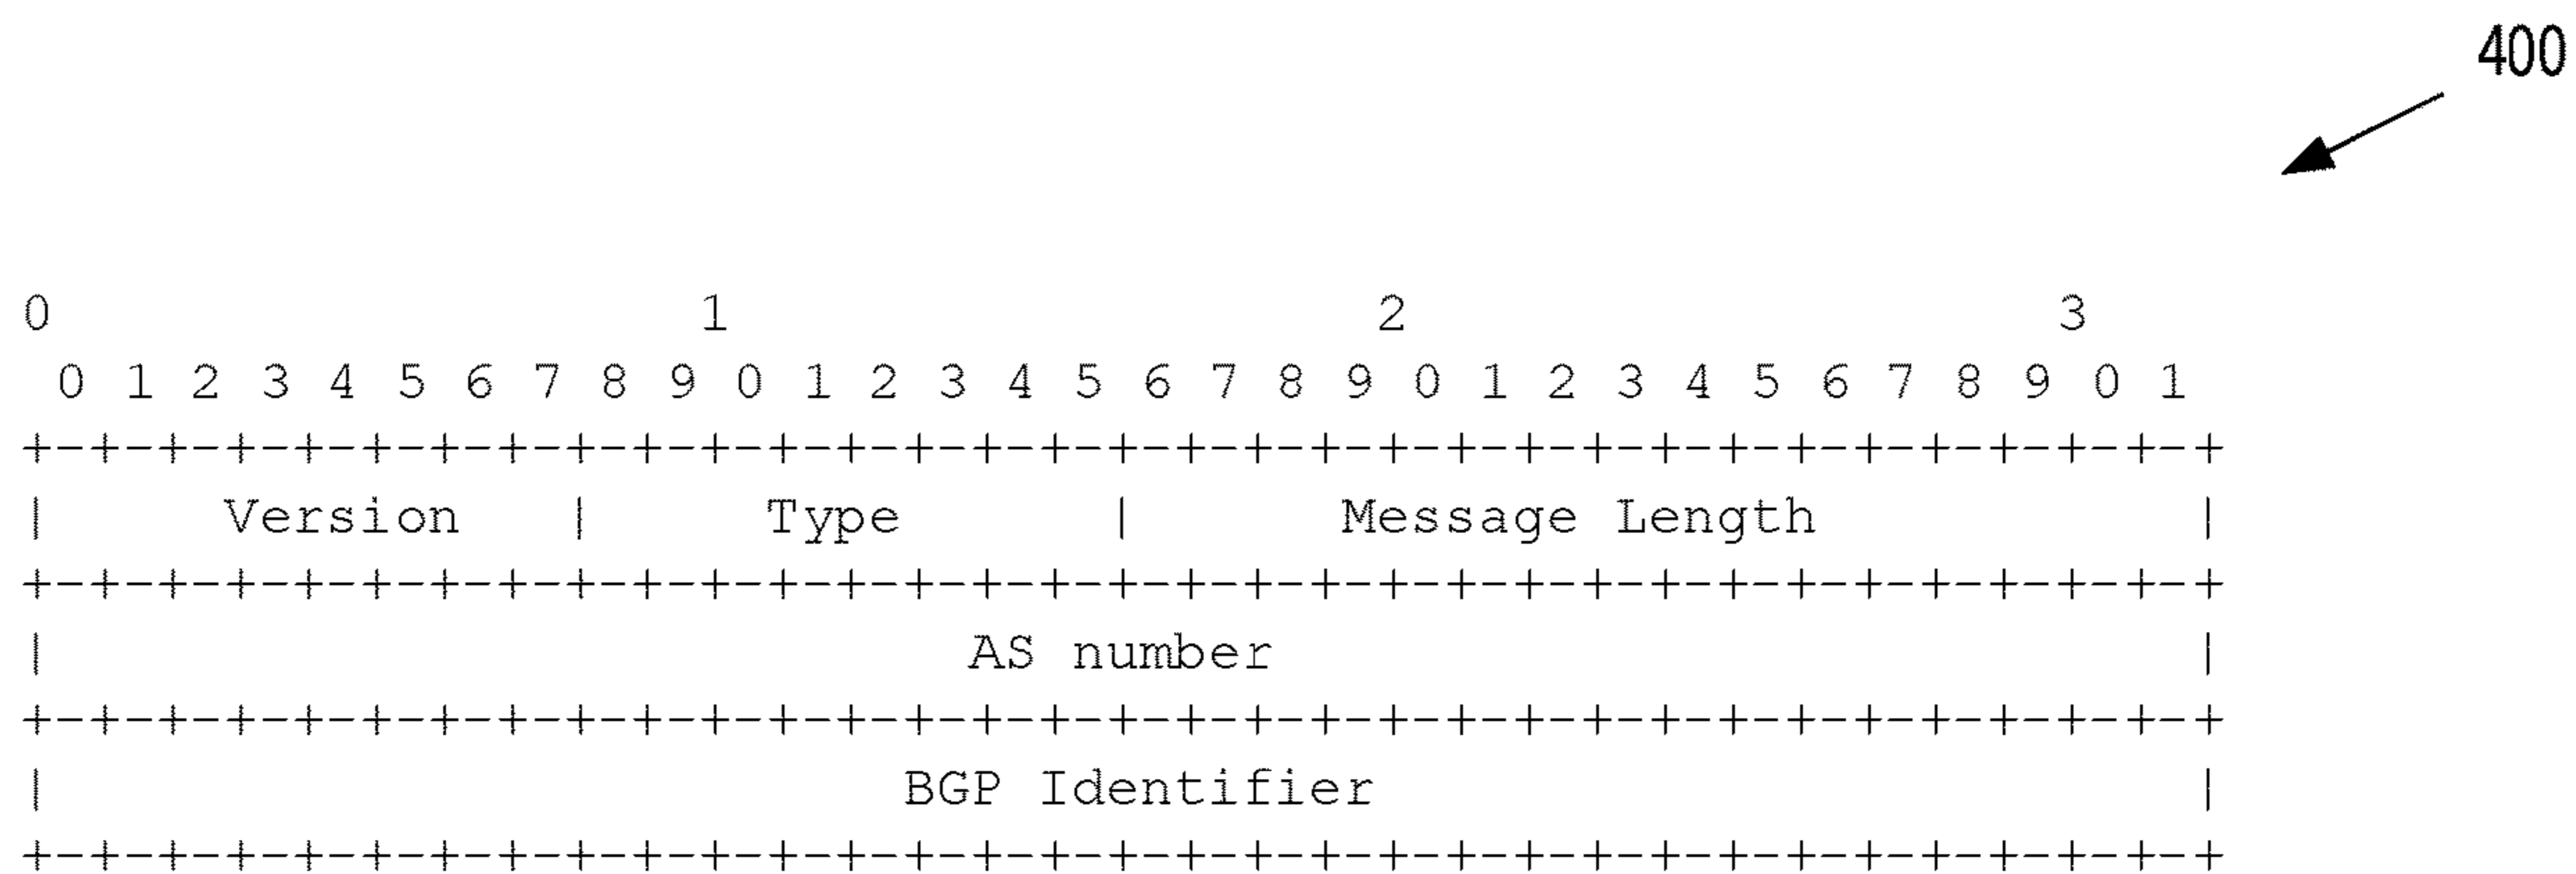 400
0                   1                   2                   3
 0 1 2 3 4 5 6 7 8 9 0 1 2 3 4 5 6 7 8 9 0 1 2 3 4 5 6 7 8 9 0 1
+-+-+-+-+-+-+-+-+-+-+-+-+-+-+-+-+-+-+-+-+-+-+-+-+-+-+-+-+-+-+-+-+
|     Version   |     Type      |      Message Length           |
+-+-+-+-+-+-+-+-+-+-+-+-+-+-+-+-+-+-+-+-+-+-+-+-+-+-+-+-+-+-+-+-+
|                           AS number                           |
+-+-+-+-+-+-+-+-+-+-+-+-+-+-+-+-+-+-+-+-+-+-+-+-+-+-+-+-+-+-+-+-+
|                         BGP Identifier                        |
+-+-+-+-+-+-+-+-+-+-+-+-+-+-+-+-+-+-+-+-+-+-+-+-+-+-+-+-+-+-+-+-+